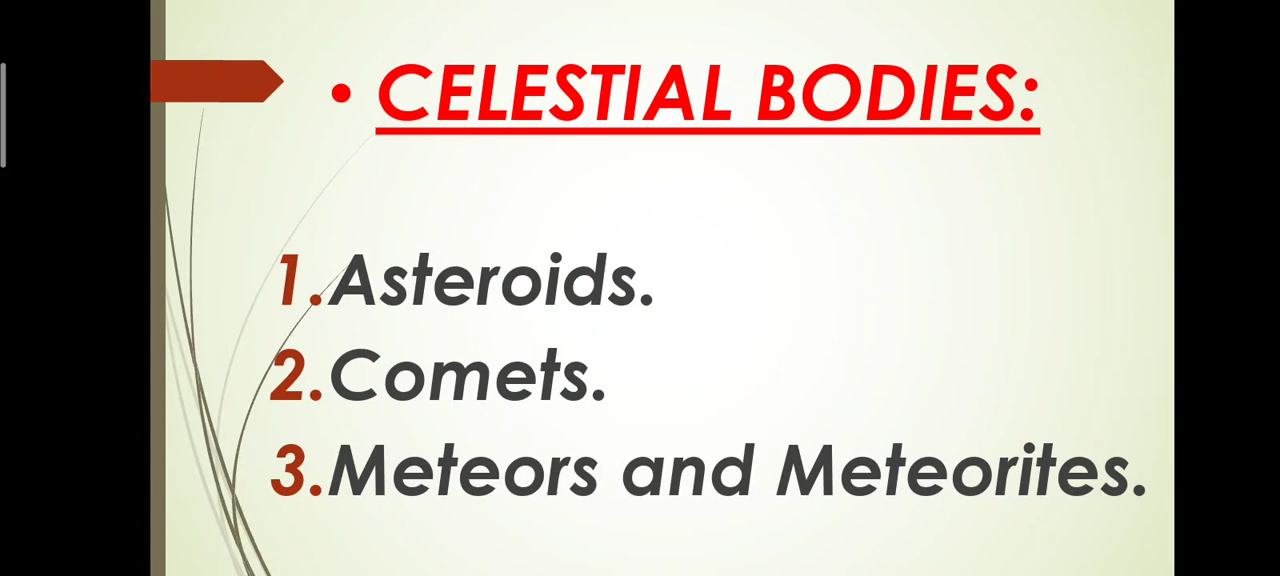 • CELESTIAL BODIES:
1.Asteroids.
2.Comets.
3.Meteors and Meteorites.